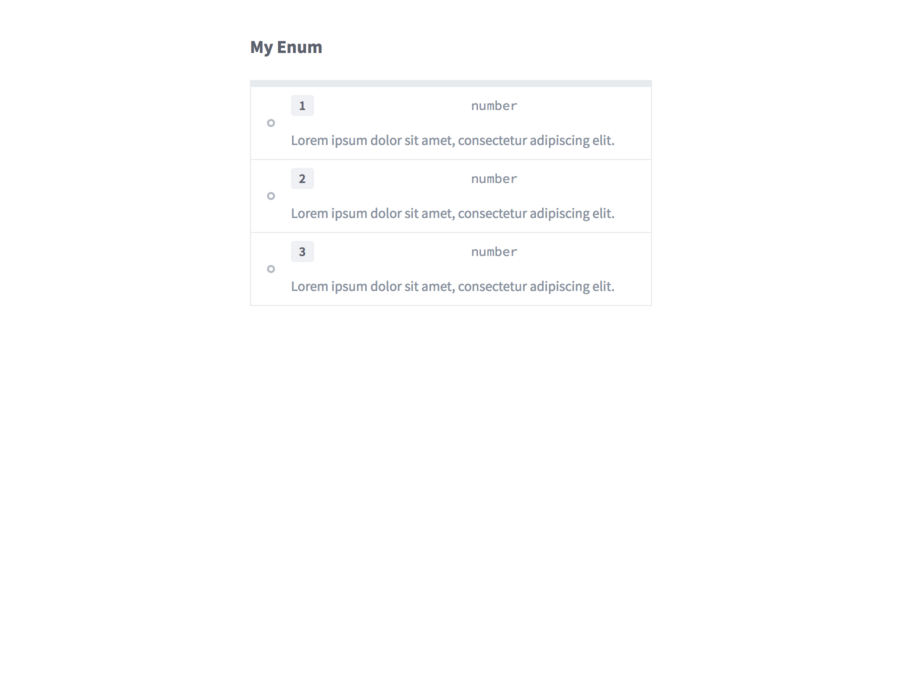 My Enum
1 number
Lorem ipsum dolor sit amet, consectetur adipiscing elit.
2 number
Lorem ipsum dolor sit amet, consectetur adipiscing elit.
3 number
Lorem ipsum dolor sit amet, consectetur adipiscing elit.